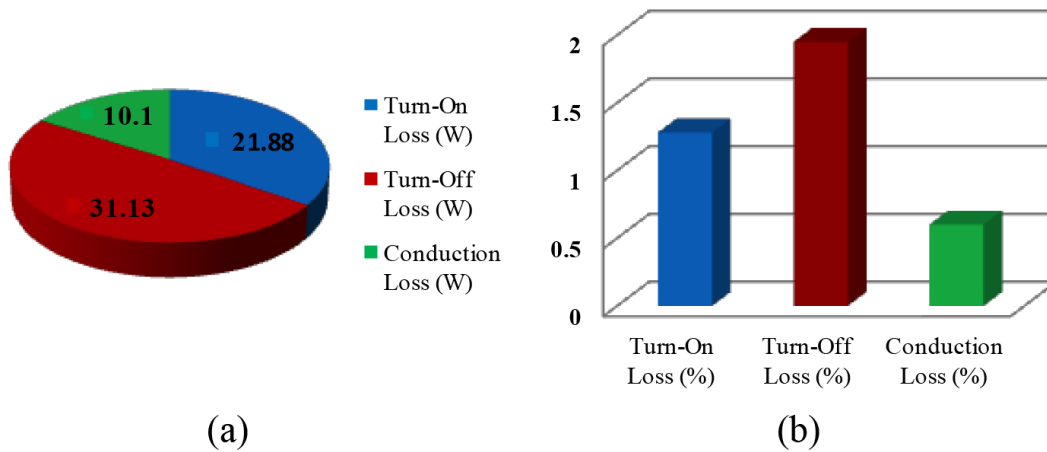 10.1
21.88
31.13
Turn-On
Loss (W)
Turn-Off
Loss (W)
Conduction
Loss (W)
(a)
2
1.5
1
0.5
0
Turn-On
Loss (%)
Turn-Off
Loss (%)
Conduction
Loss (%)
(b)